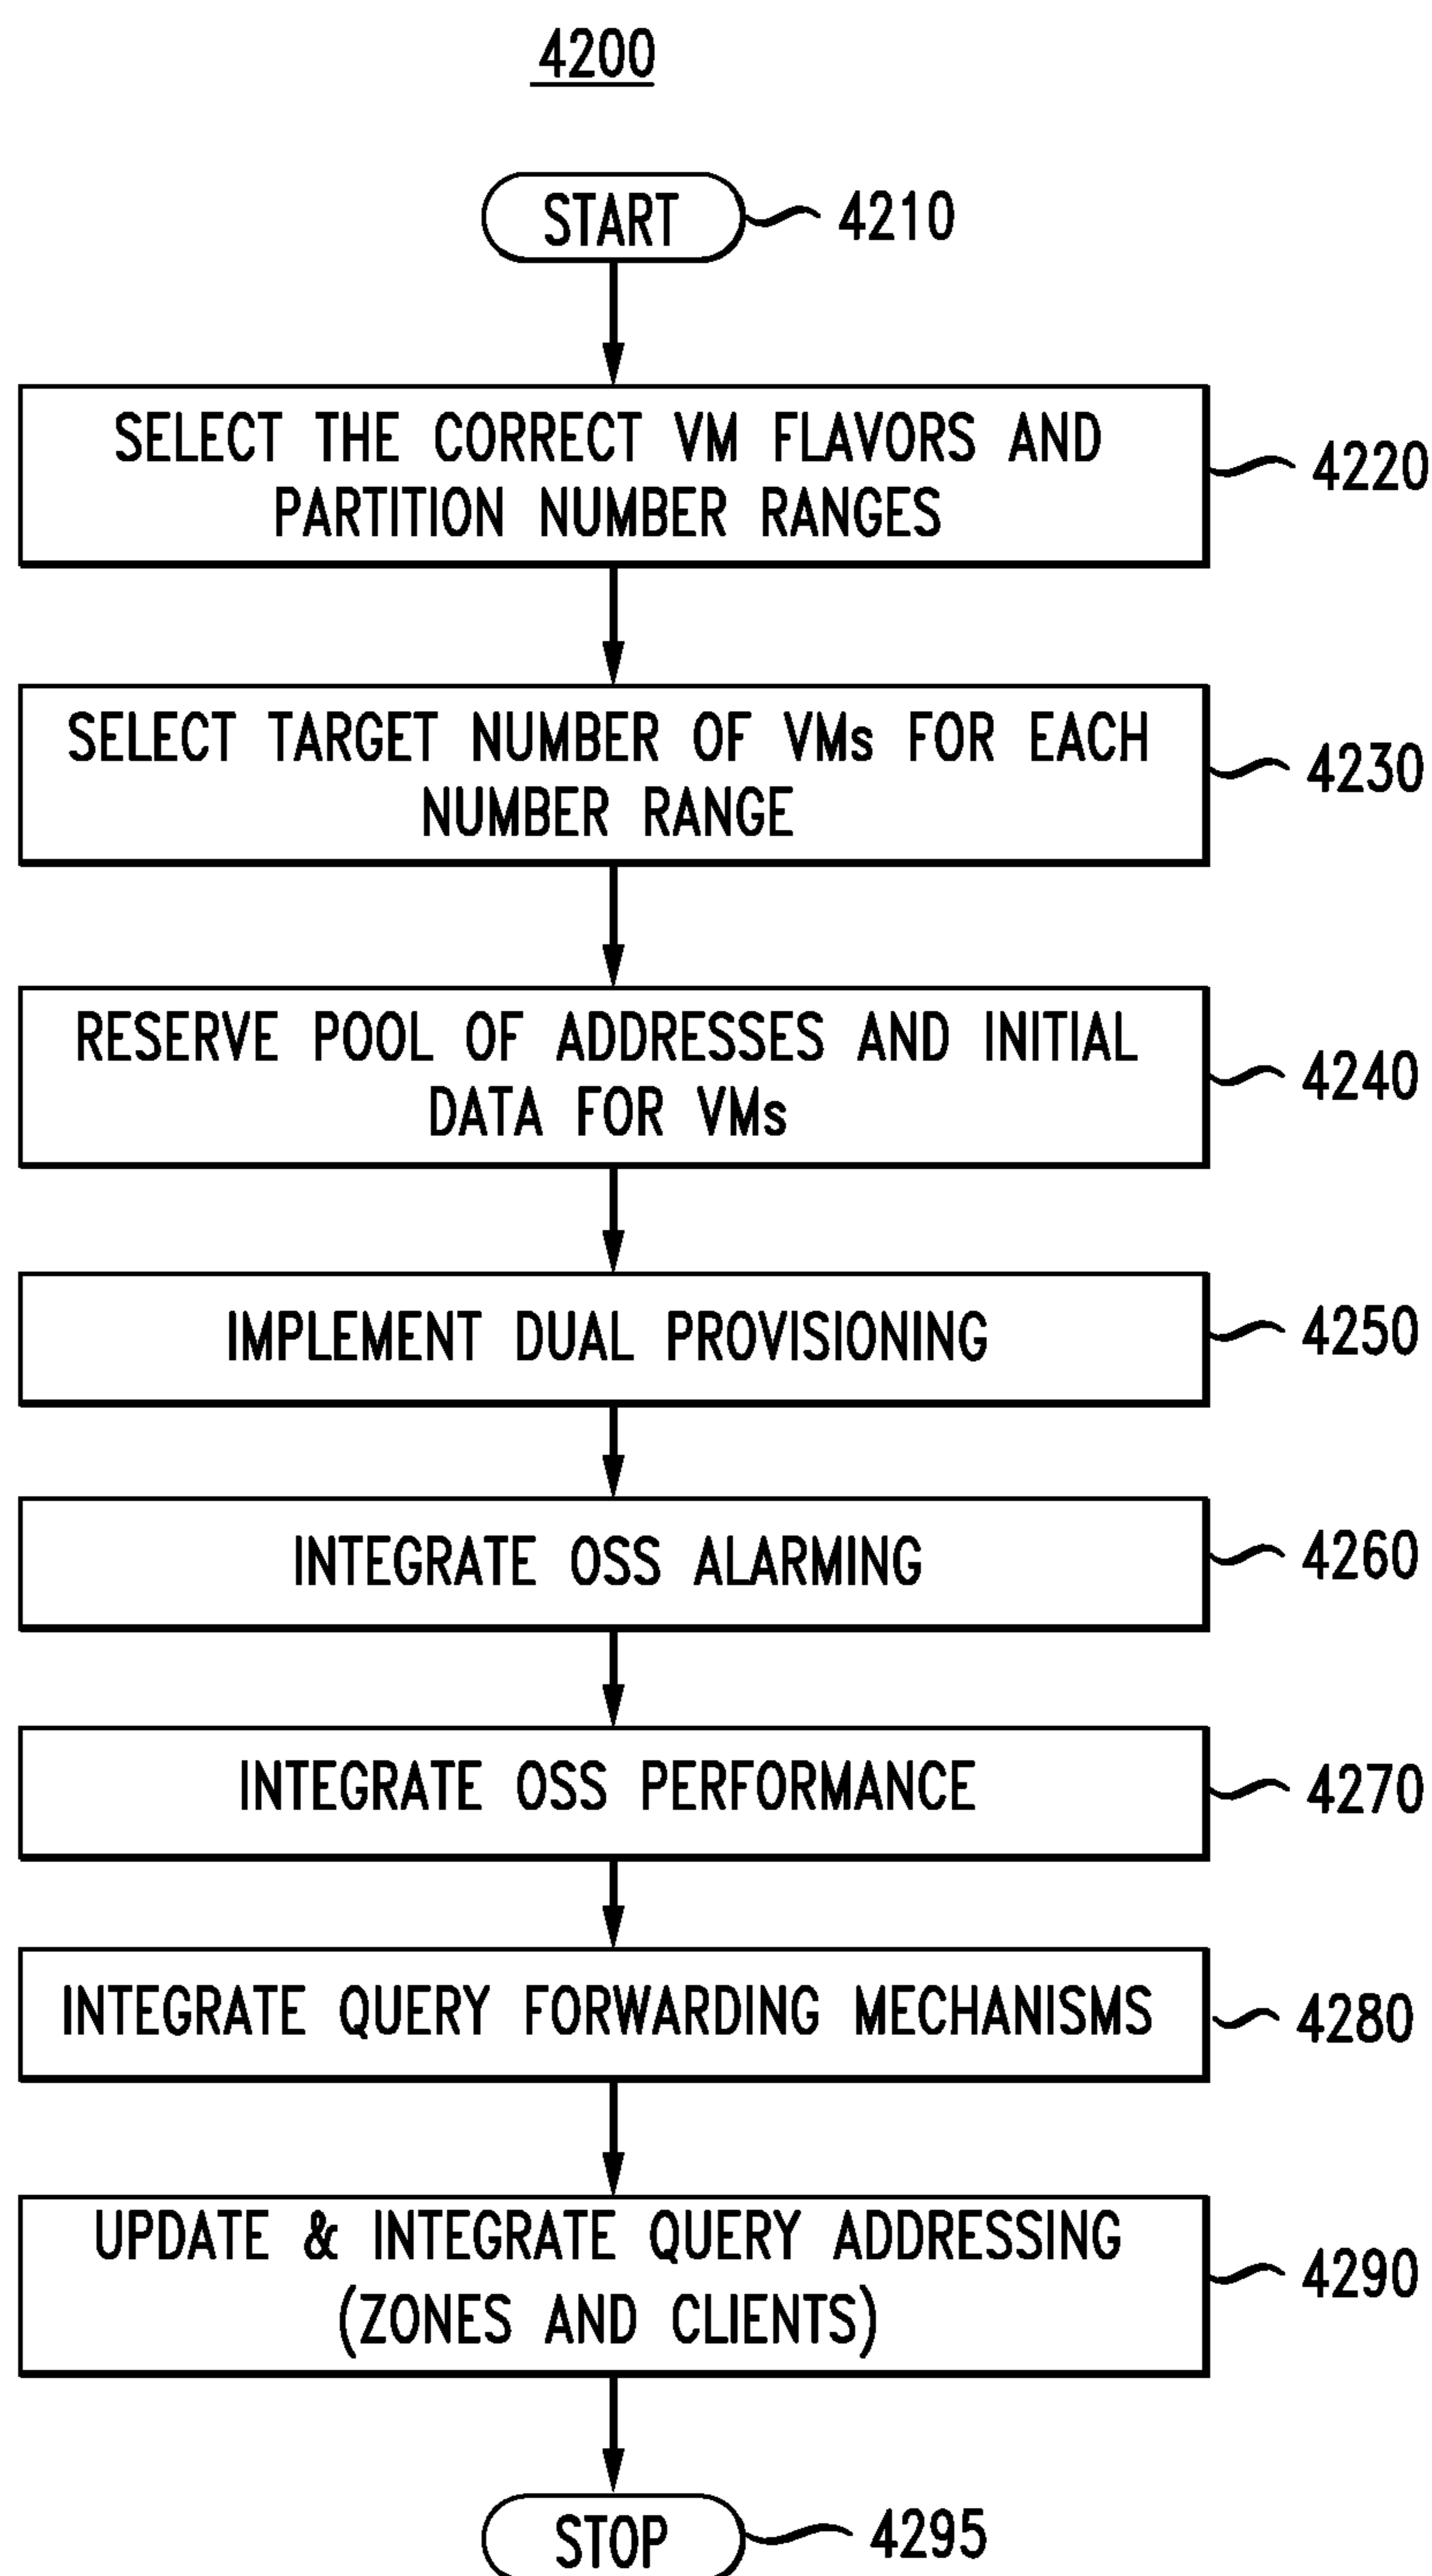 4200
START
4210
SELECT THE CORRECT VM FLAVORS AND
PARTITION NUMBER RANGES
4220
SELECT TARGET NUMBER OF VMs FOR EACH
NUMBER RANGE
4230
RESERVE POOL OF ADDRESSES AND INITIAL
DATA FOR VMs
4240
IMPLEMENT DUAL PROVISIONING
4250
INTEGRATE OSS ALARMING
4260
INTEGRATE OSS PERFORMANCE
4270
INTEGRATE QUERY FORWARDING MECHANISMS
4280
UPDATE & INTEGRATE QUERY ADDRESSING
(ZONES AND CLIENTS)
4290
STOP
4295